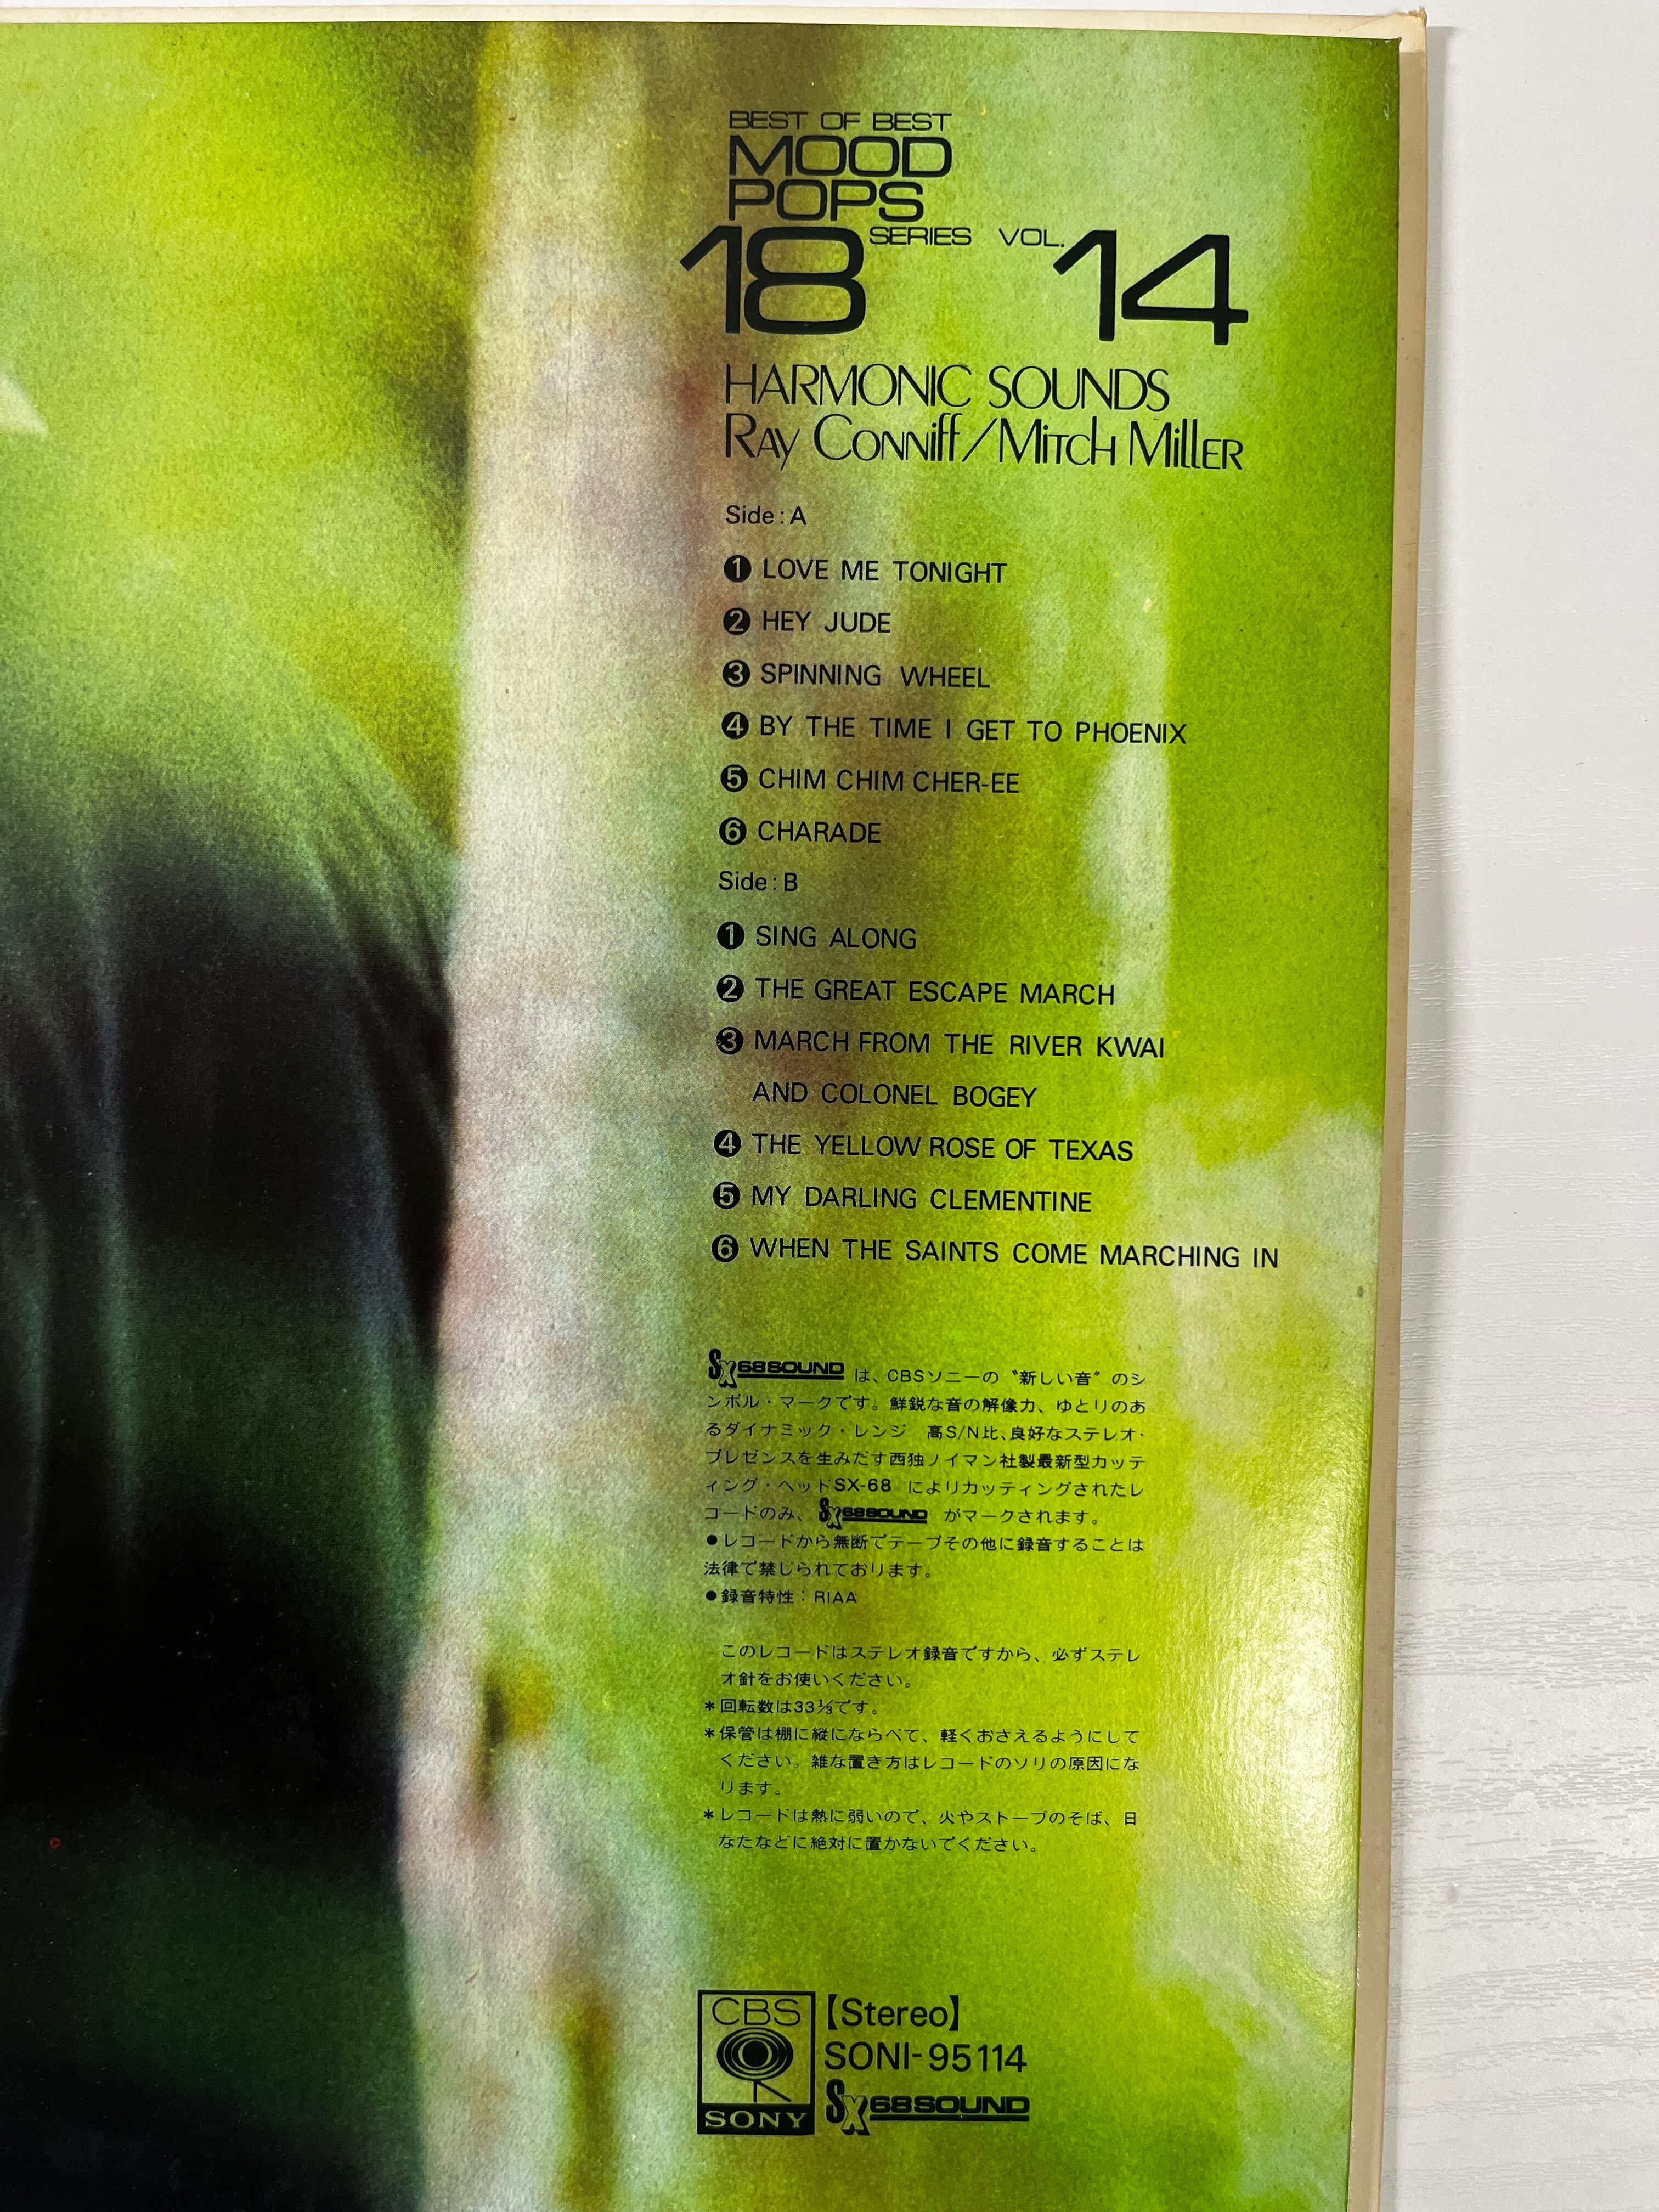 BEST OF BEST
MOOD
POPS
18 SERIES VOL. 14
HARMONIC SOUNDS
Ray Conniff/Mitch Miller
Side:A
❶ LOVE ME TONIGHT
❷ HEY JUDE
❸ SPINNING WHEEL
❹ BY THE TIME I GET TO PHOENIX
❺ CHIM CHIM CHER-EE
❻ CHARADE
Side:B
❶ SING ALONG
❷ THE GREAT ESCAPE MARCH
❸ MARCH FROM THE RIVER KWAI
AND COLONEL BOGEY
❹ THE YELLOW ROSE OF TEXAS
❺ MY DARLING CLEMENTINE
❻ WHEN THE SAINTS COME MARCHING IN
SX 68 SOUND は、CBSソニーの〝新しい音〞のシ
ンボル・マークです。鮮鋭な音の解像力、ゆとりのあ
るダイナミック・レンジ 高S/N比、良好なステレオ・
プレゼンスを生みだす西独ノイマン社製最新型カッテ
ィング・ヘッドSX-68 によりカッティングされたレ
コードのみ、SX 68 SOUND がマークされます。
●レコードから無断でテープその他に録音することは
法律で禁じられております。
●録音特性：RIAA
このレコードはステレオ録音ですから、必ずステレ
オ針をお使いください。
*回転数は33⅓です。
*保管は棚に縦にならべて、軽くおさえるようにして
ください。雑な置き方はレコードのソリの原因にな
ります。
*レコードは熱に弱いので、火やストーブのそば、日
なたなどに絶対に置かないでください。
CBS
SONY
【Stereo】
SONI-95114
SX 68 SOUND